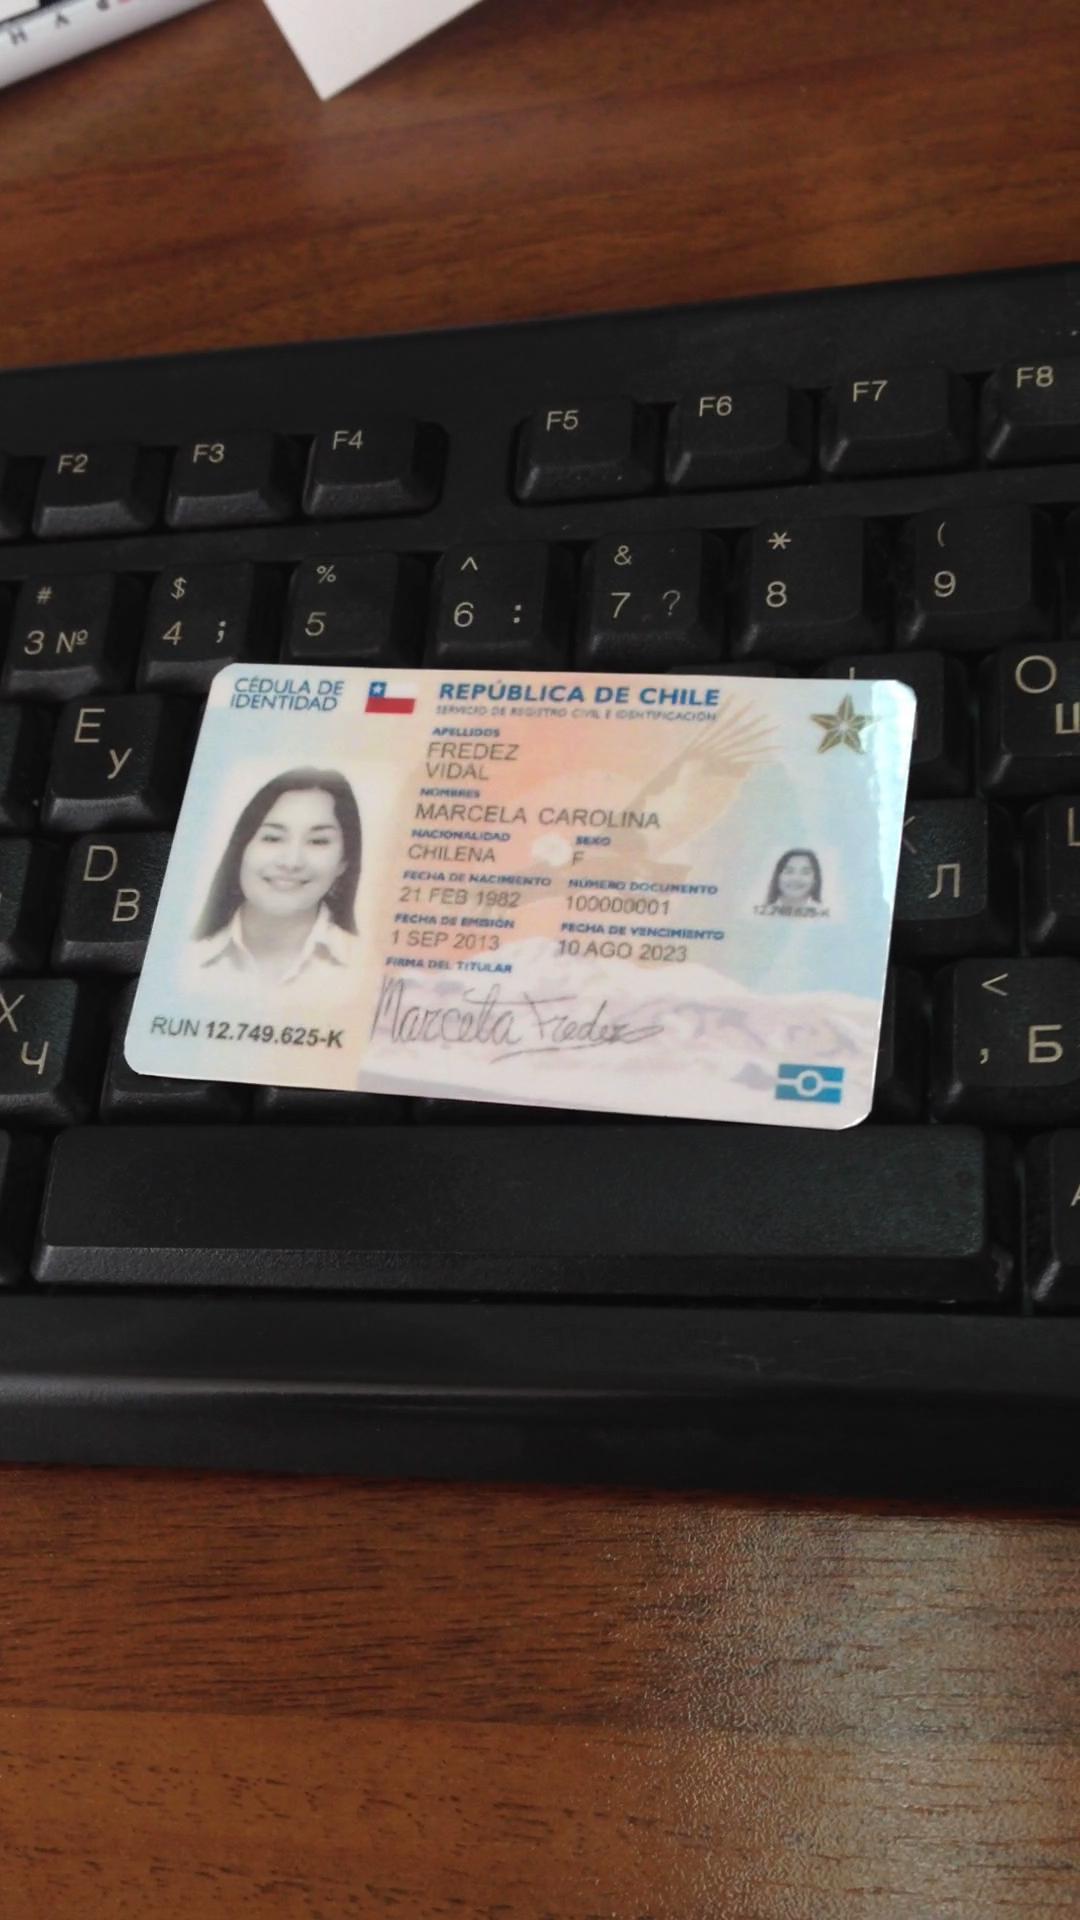 F2 F3 F4 F5 F6 F7 F8
# $ % ^ & * (
3 № 4 ; 5 6 : 7 ? 8 9
CÉDULA DE
IDENTIDAD
REPÚBLICA DE CHILE
SERVICIO DE REGISTRO CIVIL E IDENTIFICACIÓN
APELLIDOS
FREDEZ
VIDAL
NOMBRES
MARCELA CAROLINA
NACIONALIDAD SEXO
CHILENA F
FECHA DE NACIMIENTO NÚMERO DOCUMENTO
21 FEB 1982 100000001
12.749.625-K
FECHA DE EMISIÓN FECHA DE VENCIMIENTO
1 SEP 2013 10 AGO 2023
FIRMA DEL TITULAR
Marcela Fredez
RUN 12.749.625-K
E
У
O
Ш
D
В
Л
X
Ч
<
, Б